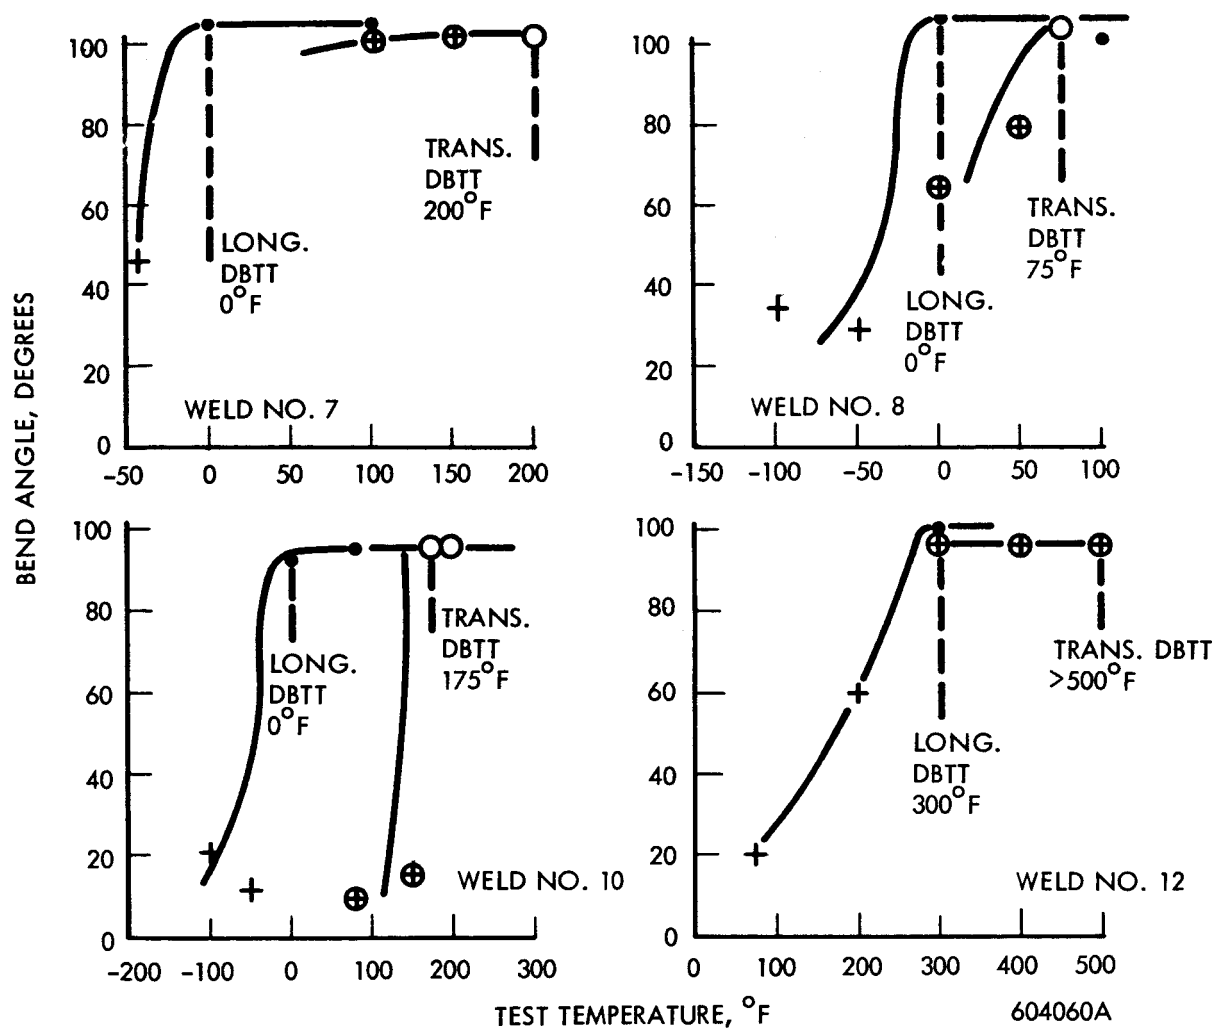 BEND ANGLE, DEGREES
100
80
60
40
20
0
-50
0
50
100
150
200
LONG.
DBTT
0°F
TRANS.
DBTT
200°F
WELD NO. 7
100
80
60
40
20
0
-150
-100
-50
0
50
100
LONG.
DBTT
0°F
TRANS.
DBTT
75°F
WELD NO. 8
100
80
60
40
20
0
-200
-100
0
100
200
300
LONG.
DBTT
0°F
TRANS.
DBTT
175°F
WELD NO. 10
100
80
60
40
20
0
0
100
200
300
400
500
LONG.
DBTT
300°F
TRANS. DBTT
>500°F
WELD NO. 12
TEST TEMPERATURE, °F
604060A